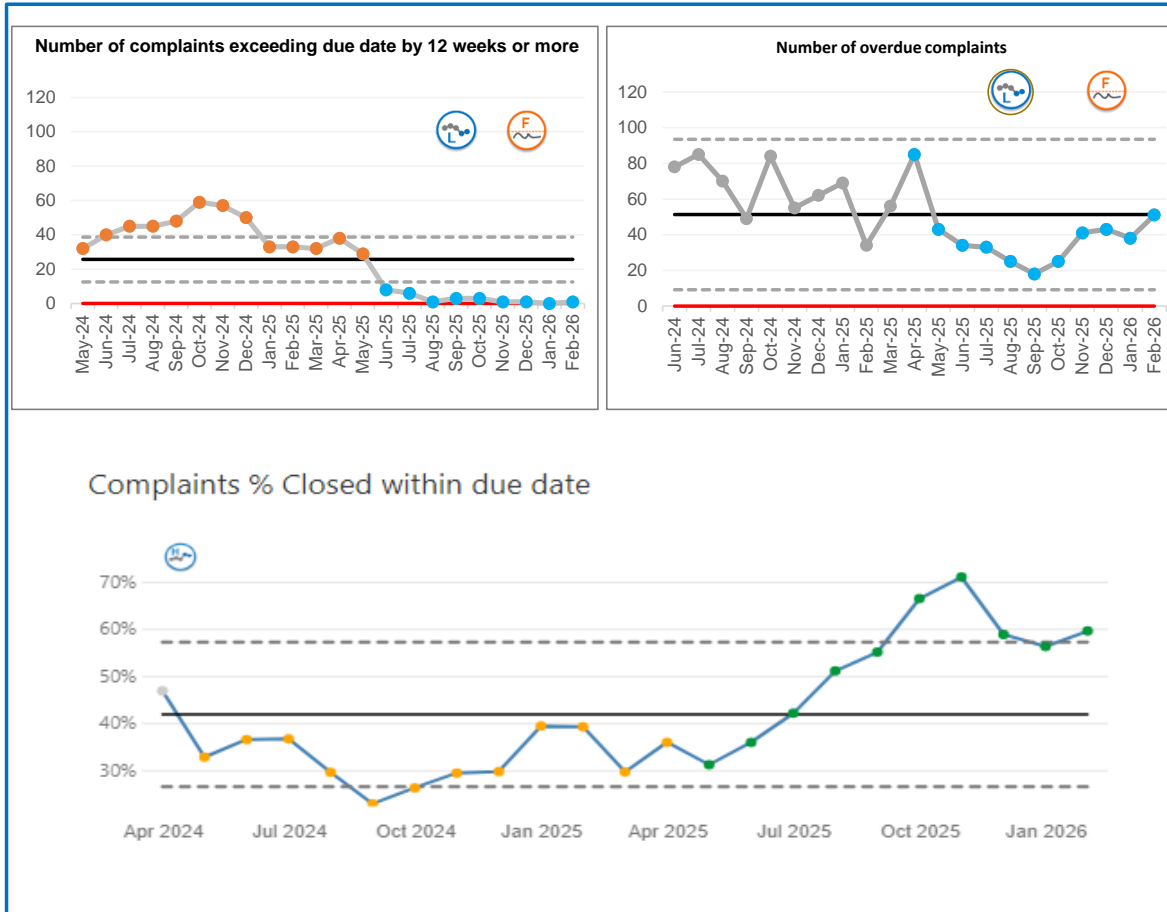 Number of complaints exceeding due date by 12 weeks or more
L
F
120
100
80
60
40
20
0
May-24
Jun-24
Jul-24
Aug-24
Sep-24
Oct-24
Nov-24
Dec-24
Jan-25
Feb-25
Mar-25
Apr-25
May-25
Jun-25
Jul-25
Aug-25
Sep-25
Oct-25
Nov-25
Dec-25
Jan-26
Feb-26
Number of overdue complaints
L
F
120
100
80
60
40
20
0
Jun-24
Jul-24
Aug-24
Sep-24
Oct-24
Nov-24
Dec-24
Jan-25
Feb-25
Mar-25
Apr-25
May-25
Jun-25
Jul-25
Aug-25
Sep-25
Oct-25
Nov-25
Dec-25
Jan-26
Feb-26
Complaints % Closed within due date
H
70%
60%
50%
40%
30%
Apr 2024 Jul 2024 Oct 2024 Jan 2025 Apr 2025 Jul 2025 Oct 2025 Jan 2026